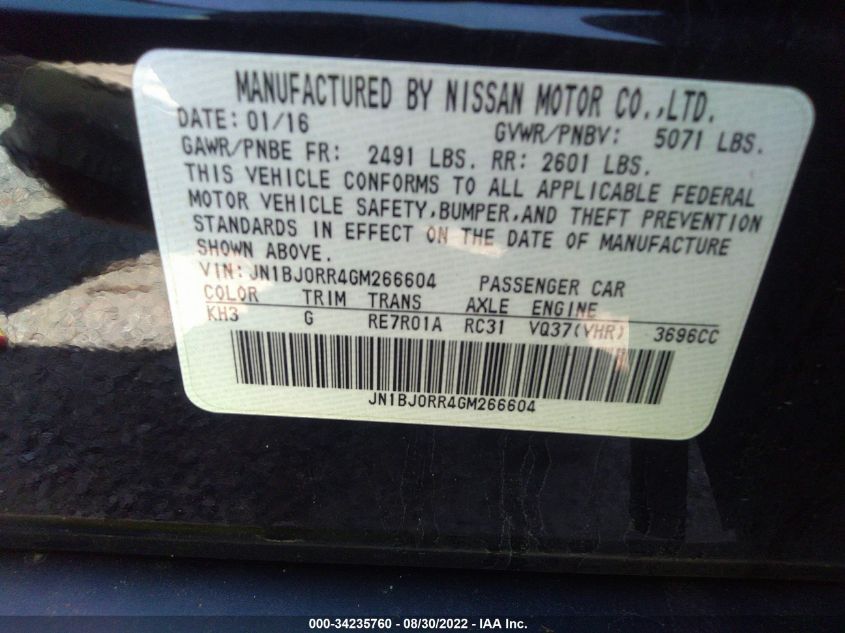 MANUFACTURED BY NISSAN MOTOR CO.,LTD.
DATE: 01/16 GVWR/PNBV: 5071 LBS.
GAWR/PNBE FR: 2491 LBS. RR: 2601 LBS.
THIS VEHICLE CONFORMS TO ALL APPLICABLE FEDERAL
MOTOR VEHICLE SAFETY,BUMPER,AND THEFT PREVENTION
STANDARDS IN EFFECT ON THE DATE OF MANUFACTURE
SHOWN ABOVE.
VIN: JN1BJ0RR4GM266604 PASSENGER CAR
COLOR TRIM TRANS AXLE ENGINE
KH3 G RE7R01A RC31 VQ37(VHR) 3696CC
JN1BJ0RR4GM266604
000-34235760 - 08/30/2022 - IAA Inc.